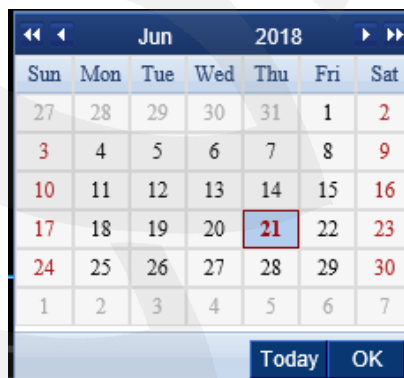 Jun 2018
Sun Mon Tue Wed Thu Fri Sat
27 28 29 30 31 1 2
3 4 5 6 7 8 9
10 11 12 13 14 15 16
17 18 19 20 21 22 23
24 25 26 27 28 29 30
1 2 3 4 5 6 7
Today OK